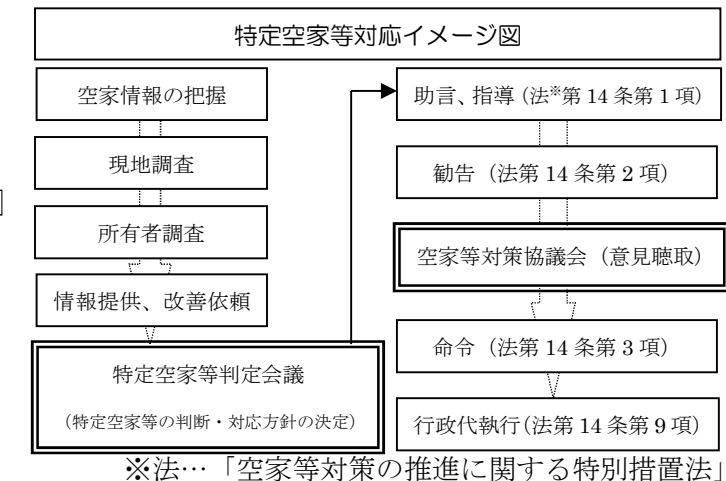 特定空家等対応イメージ図
空家情報の把握
現地調査
所有者調査
情報提供、改善依頼
特定空家等判定会議
(特定空家等の判断・対応方針の決定)
助言、指導(法※第14条第1項)
勧告(法第14条第2項)
空家等対策協議会(意見聴取)
命令(法第14条第3項)
行政代執行(法第14条第9項)
※法…「空家等対策の推進に関する特別措置法」